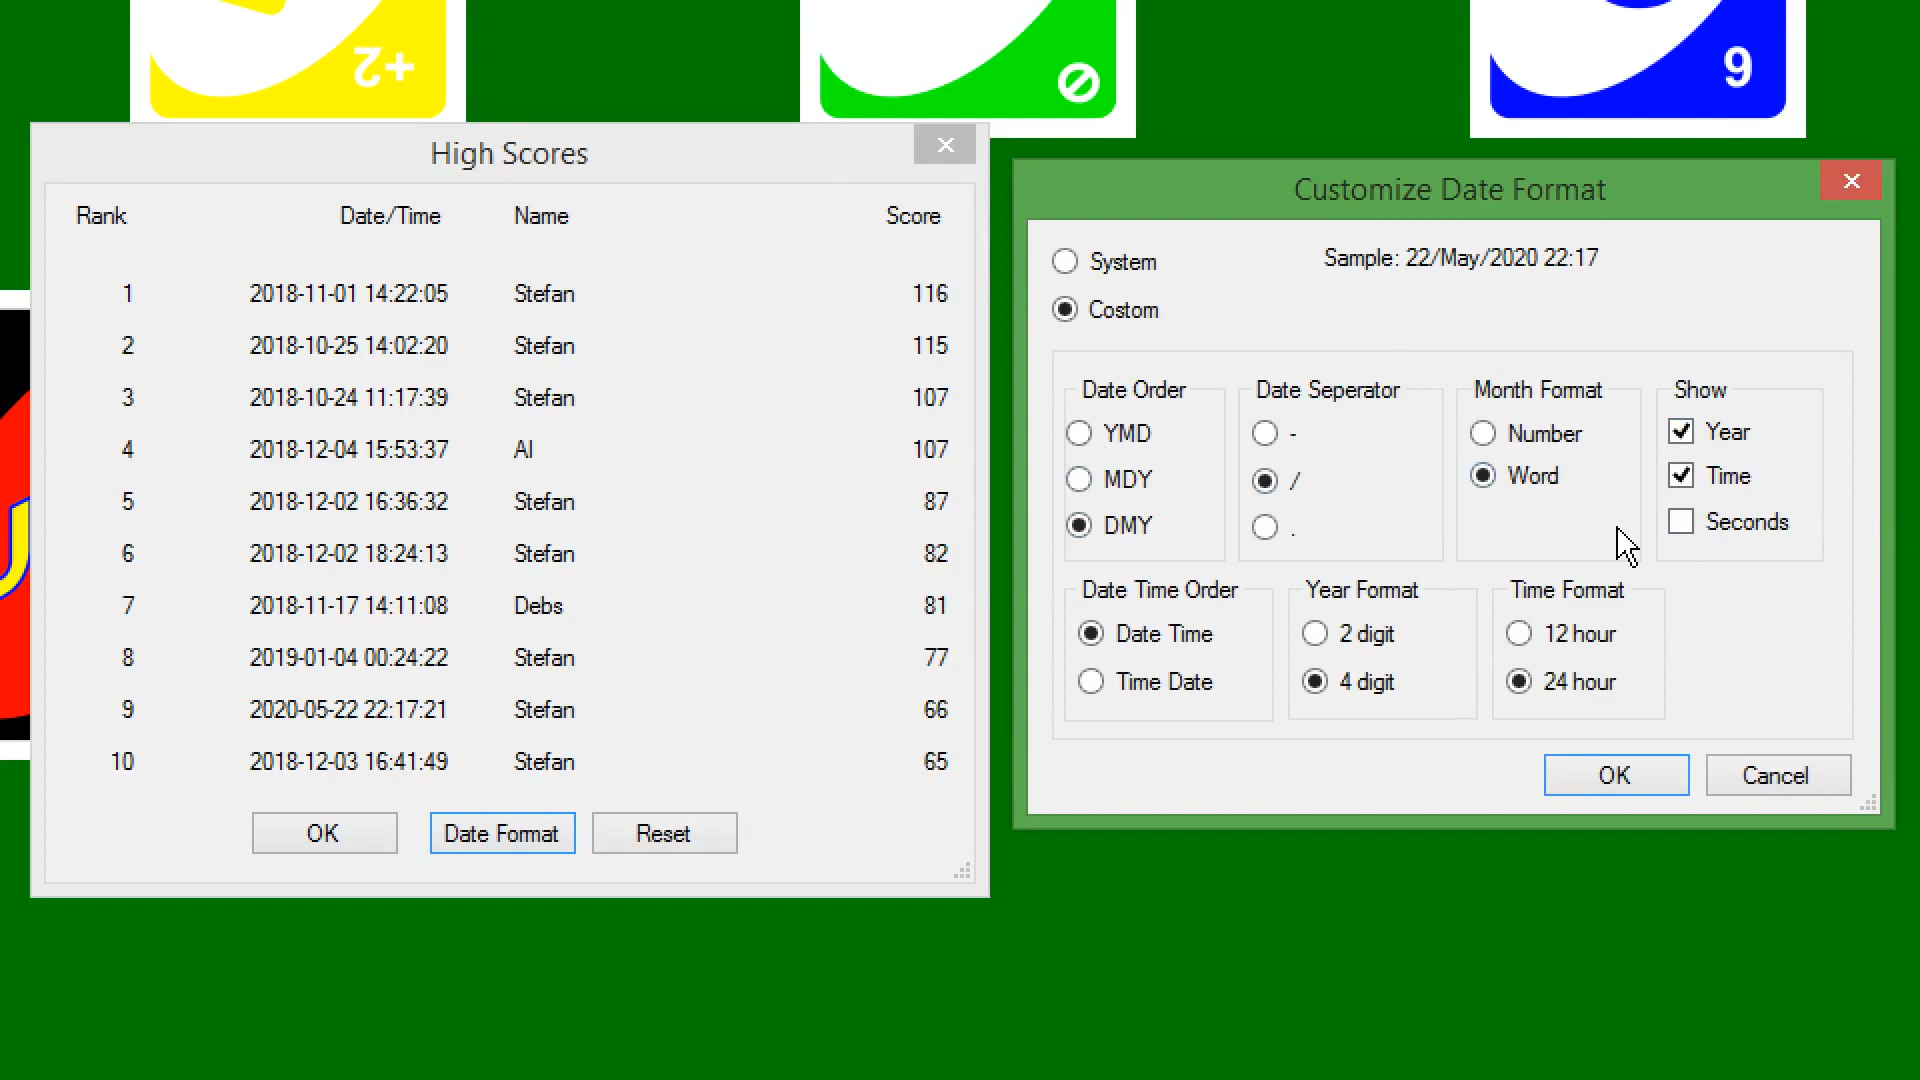 +2
6
High Scores
Rank Date/Time Name Score
1 2018-11-01 14:22:05 Stefan 116
2 2018-10-25 14:02:20 Stefan 115
3 2018-10-24 11:17:39 Stefan 107
4 2018-12-04 15:53:37 Al 107
5 2018-12-02 16:36:32 Stefan 87
6 2018-12-02 18:24:13 Stefan 82
7 2018-11-17 14:11:08 Debs 81
8 2019-01-04 00:24:22 Stefan 77
9 2020-05-22 22:17:21 Stefan 66
10 2018-12-03 16:41:49 Stefan 65
OK Date Format Reset
Customize Date Format
System
Sample: 22/May/2020 22:17
Costom
Date Order
YMD
MDY
DMY
Date Seperator
-
/
.
Month Format
Number
Word
Show
Year
Time
Seconds
Date Time Order
Date Time
Time Date
Year Format
2 digit
4 digit
Time Format
12 hour
24 hour
OK Cancel